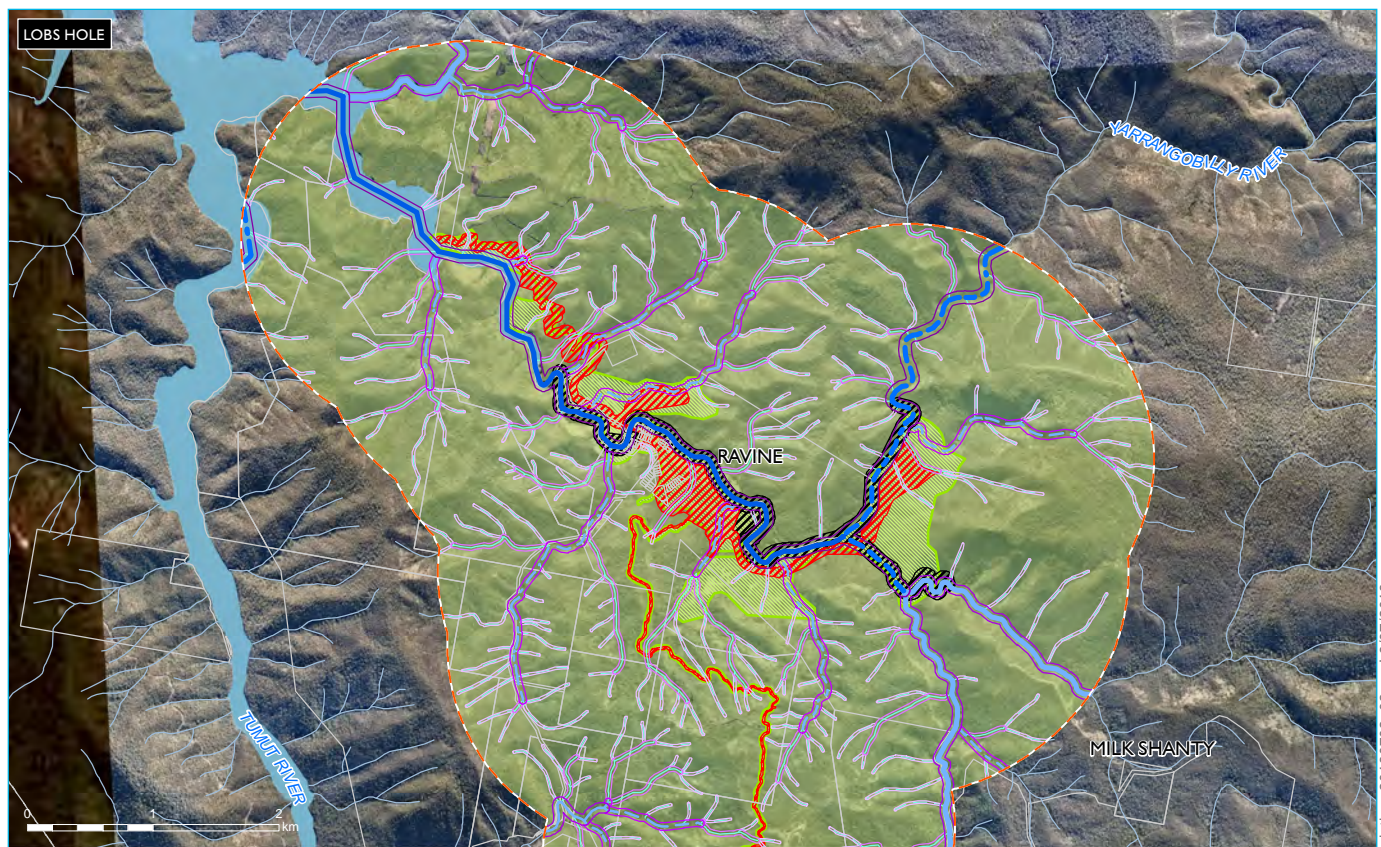 LOBS HOLE
YARRANGOBILLY RIVER
RAVINE
MILK SHANTY
TUMUT RIVER
0 1 2
km